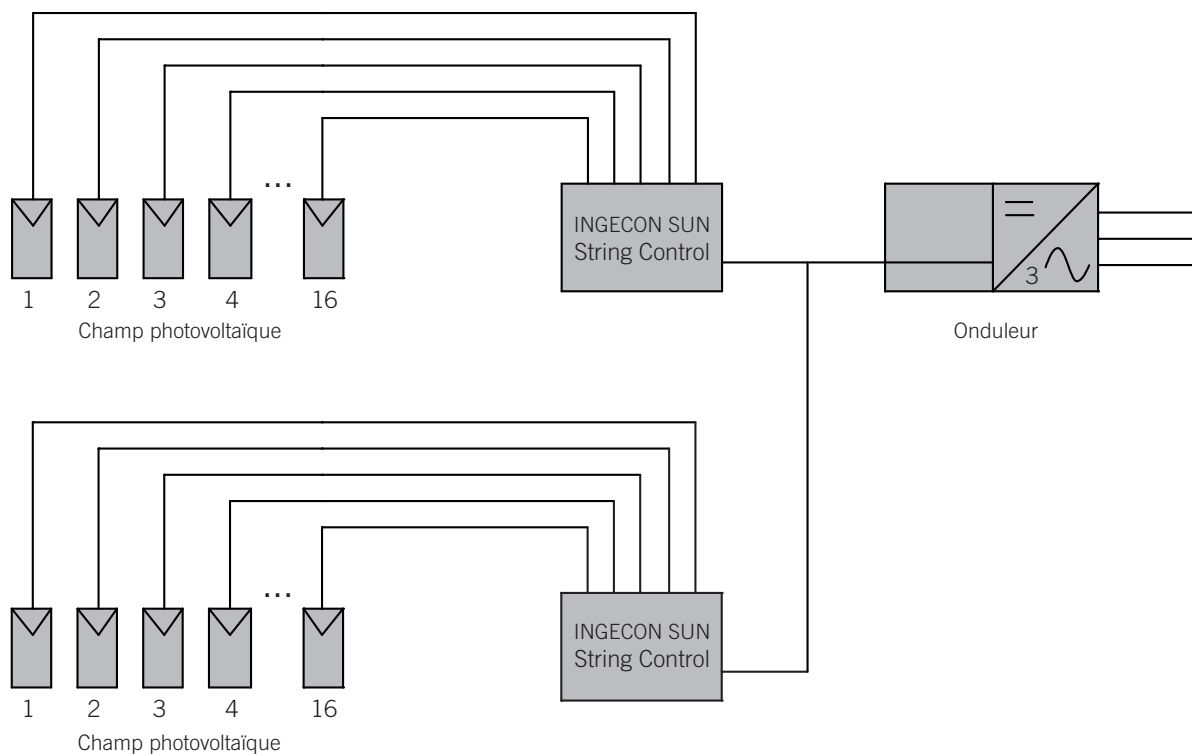 ...
1 2 3 4 16
Champ photovoltaïque
INGECON SUN
String Control
3
Onduleur
...
1 2 3 4 16
Champ photovoltaïque
INGECON SUN
String Control